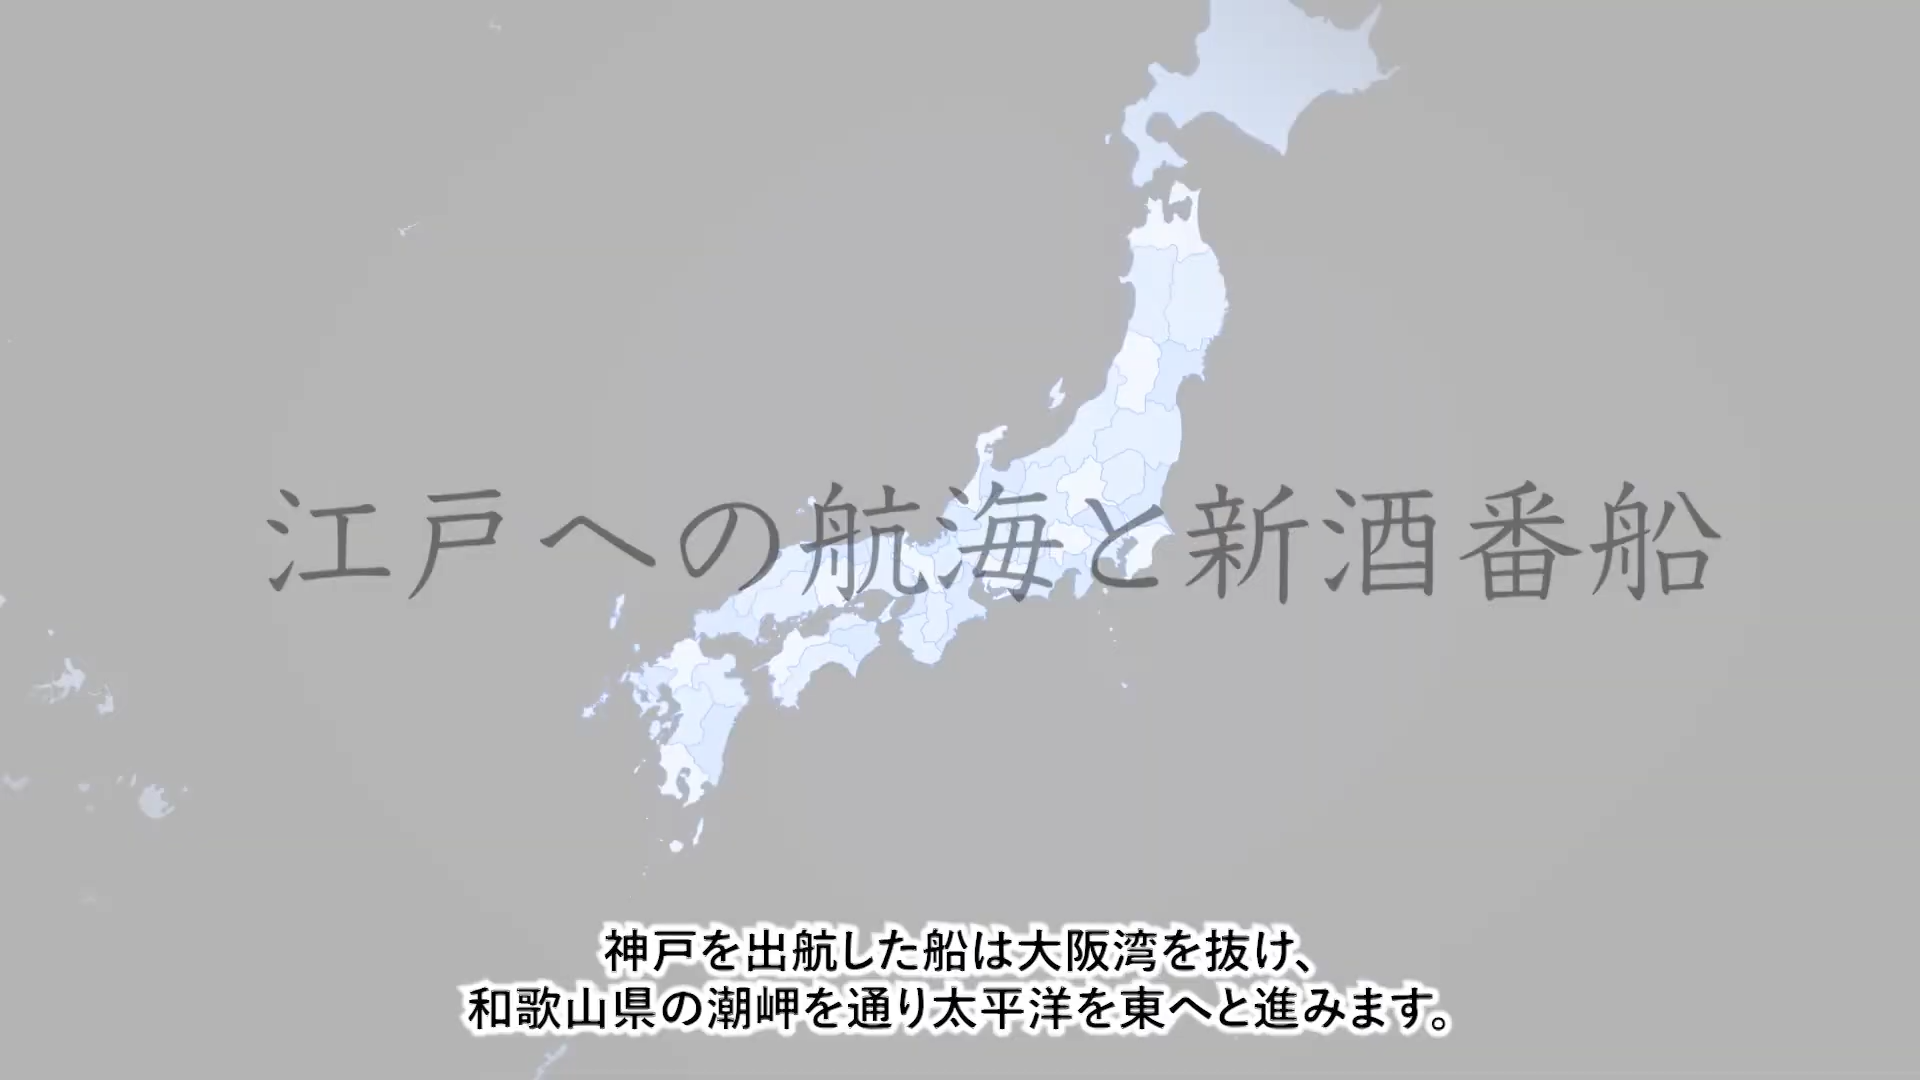 江戸への航海と新酒番船
神戸を出航した船は大阪湾を抜け、
和歌山県の潮岬を通り太平洋を東へと進みます。